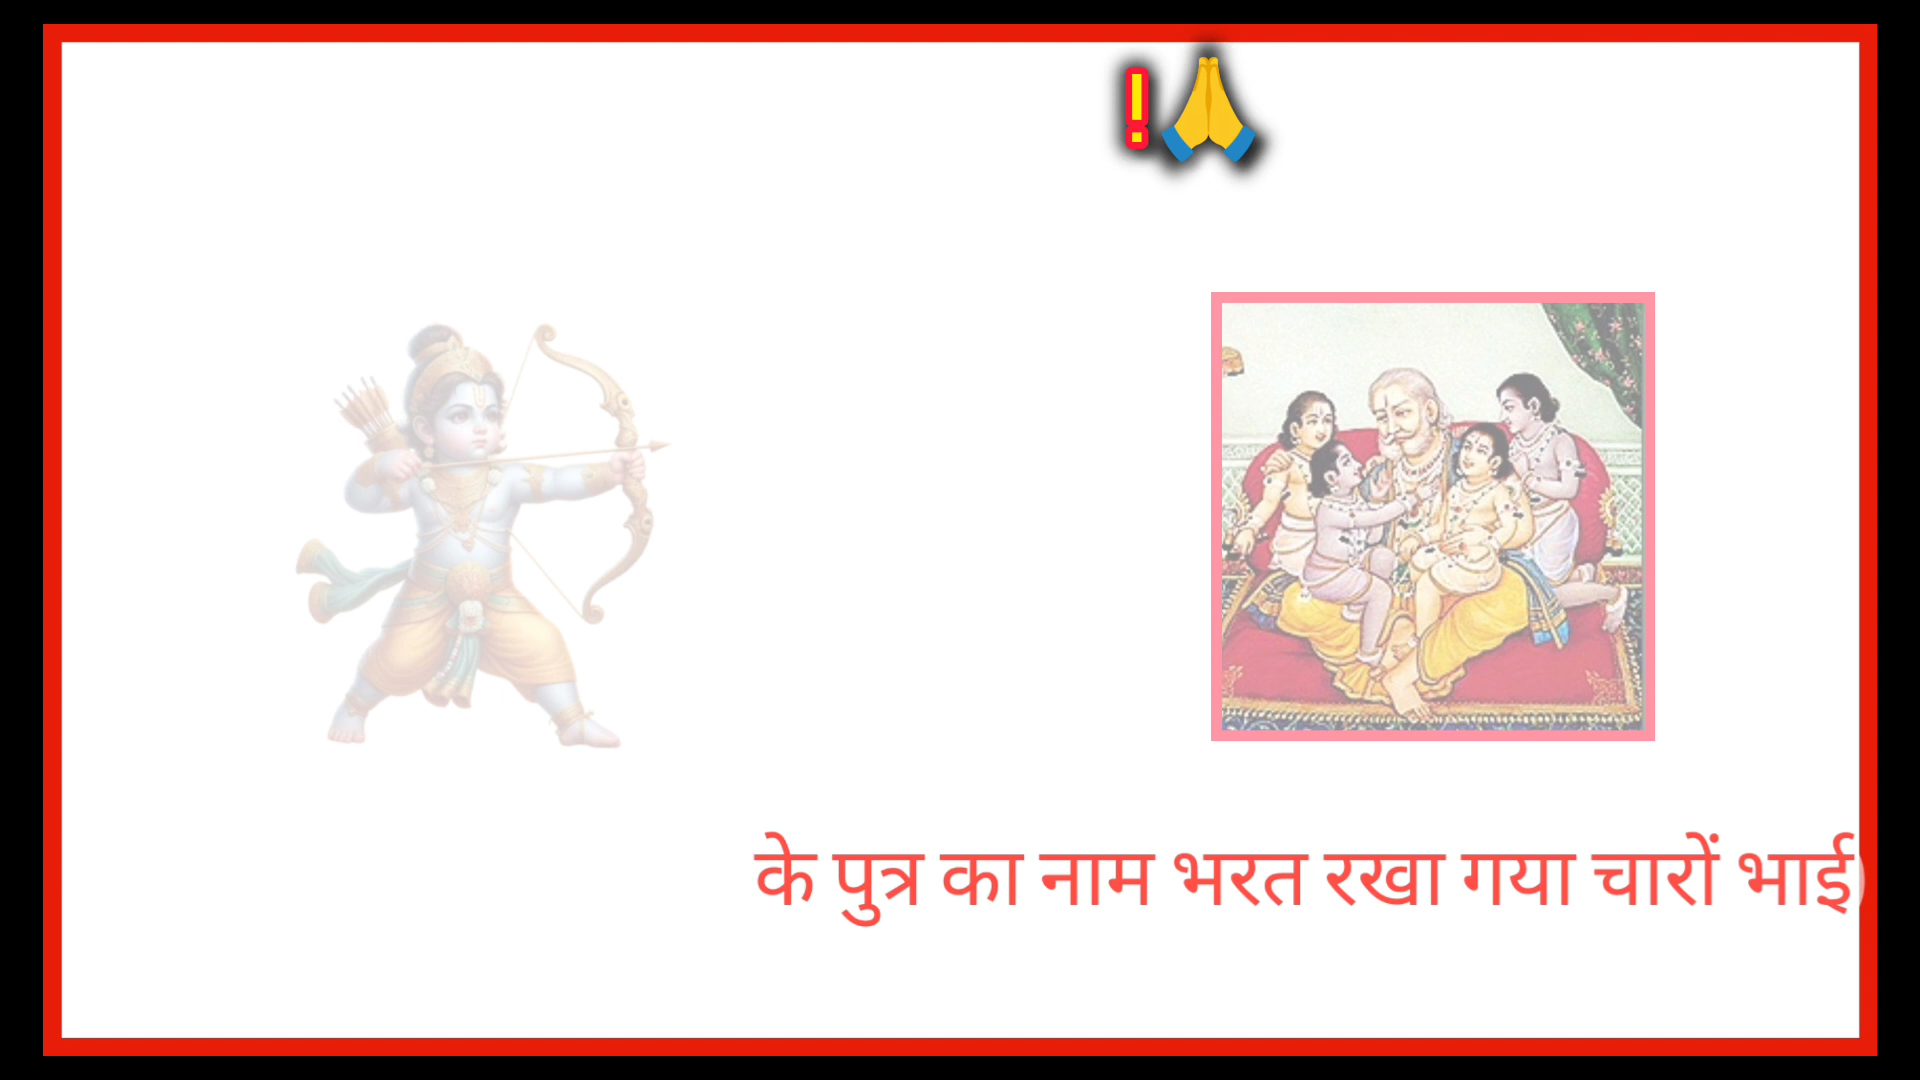 !🙏
के पुत्र का नाम भरत रखा गया चारों भाई